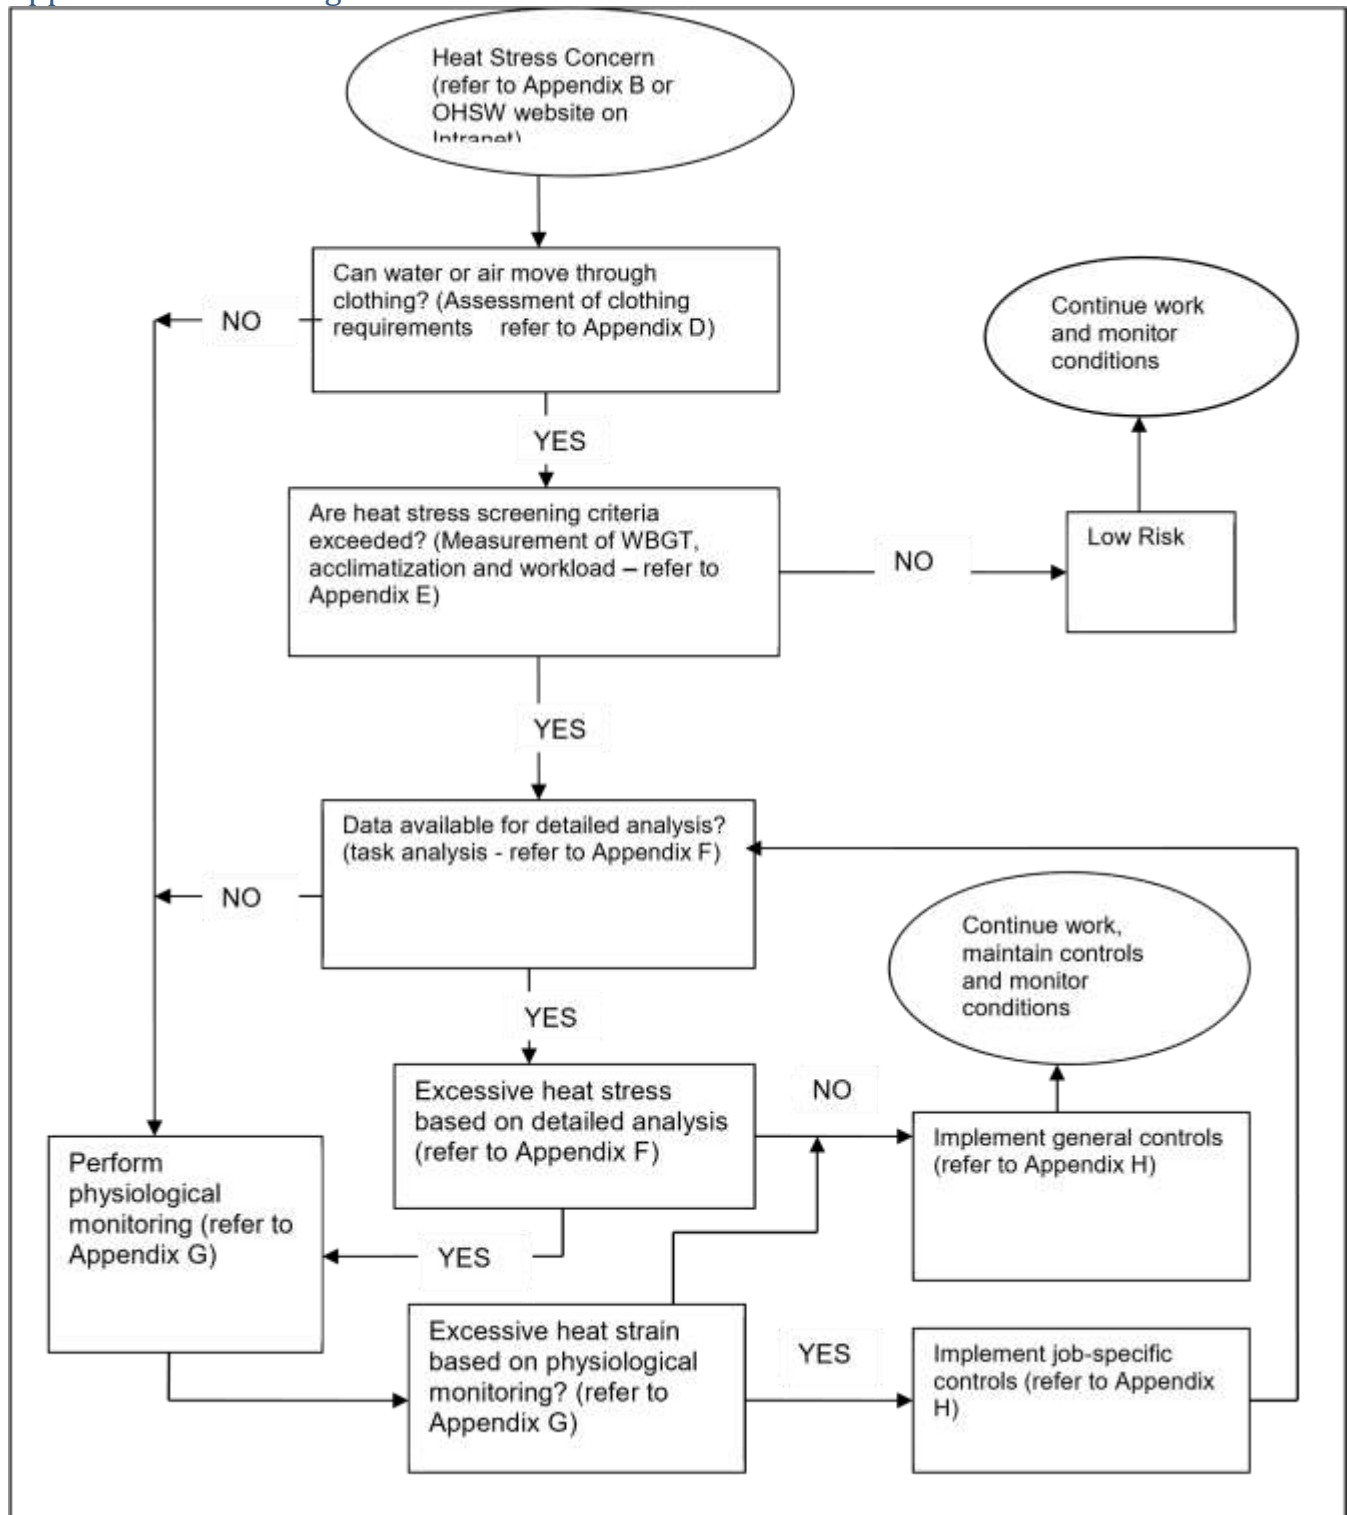 Heat Stress Concern
(refer to Appendix B or
OHSW website on
Intranet)
Can water or air move through
clothing? (Assessment of clothing
requirements refer to Appendix D)
NO
Continue work
and monitor
conditions
YES
Are heat stress screening criteria
exceeded? (Measurement of WBGT,
acclimatization and workload – refer to
Appendix E)
NO
Low Risk
YES
Data available for detailed analysis?
(task analysis - refer to Appendix F)
NO
Continue work,
maintain controls
and monitor
conditions
YES
Excessive heat stress
based on detailed analysis
(refer to Appendix F)
NO
Implement general controls
(refer to Appendix H)
Perform
physiological
monitoring (refer to
Appendix G)
YES
Excessive heat strain
based on physiological
monitoring? (refer to
Appendix G)
YES
Implement job-specific
controls (refer to Appendix
H)